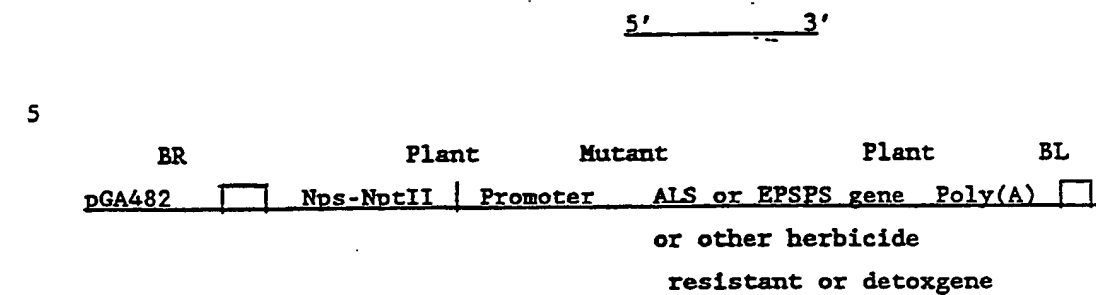 5' 3'
5
BR Plant Mutant Plant BL
pGA482 Nps-NptII Promoter ALS or EPSPS gene Poly(A)
or other herbicide
resistant or detoxgene